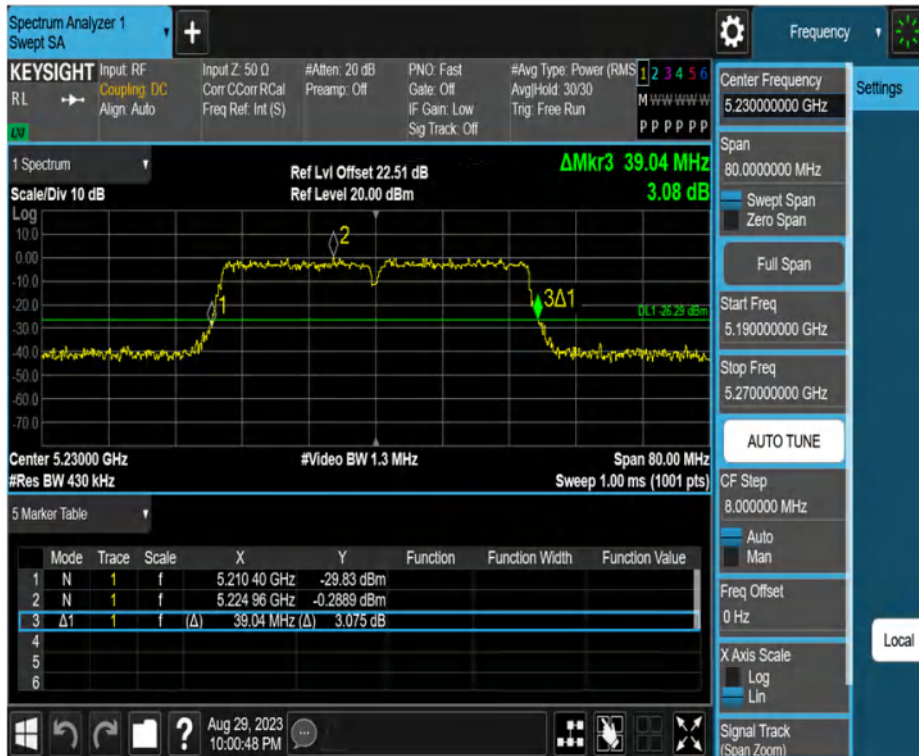 Spectrum Analyzer 1
Swept SA
Frequency
KEYSIGHT
RL
Input: RF
Coupling: DC
Align: Auto
Input Z: 50 Ω
Corr CCorr RCal
Freq Ref: Int (S)
#Atten: 20 dB
Preamp: Off
PNO: Fast
Gate: Off
IF Gain: Low
Sig Track: Off
#Avg Type: Power (RMS
Avg|Hold: 30/30
Trig: Free Run
1 2 3 4 5 6
M W W W W W
P P P P P P
LNI
1 Spectrum
Scale/Div 10 dB
Ref Lvl Offset 22.51 dB
Ref Level 20.00 dBm
ΔMkr3 39.04 MHz
3.08 dB
Log
10.0
0.00
-10.0
-20.0
-30.0
-40.0
-50.0
-60.0
-70.0
1
2
3Δ1
DL1 -26.29 dBm
Center 5.23000 GHz
#Video BW 1.3 MHz
Span 80.00 MHz
#Res BW 430 kHz
Sweep 1.00 ms (1001 pts)
5 Marker Table
Mode Trace Scale X Y Function Function Width Function Value
1 N 1 f 5.210 40 GHz -29.83 dBm
2 N 1 f 5.224 96 GHz -0.2889 dBm
3 Δ1 1 f (Δ) 39.04 MHz (Δ) 3.075 dB
4
5
6
Aug 29, 2023
10:00:48 PM
Center Frequency
5.230000000 GHz
Settings
Span
80.0000000 MHz
Swept Span
Zero Span
Full Span
Start Freq
5.190000000 GHz
Stop Freq
5.270000000 GHz
AUTO TUNE
CF Step
8.000000 MHz
Auto
Man
Freq Offset
0 Hz
X Axis Scale
Log
Lin
Local
Signal Track
(Span Zoom)